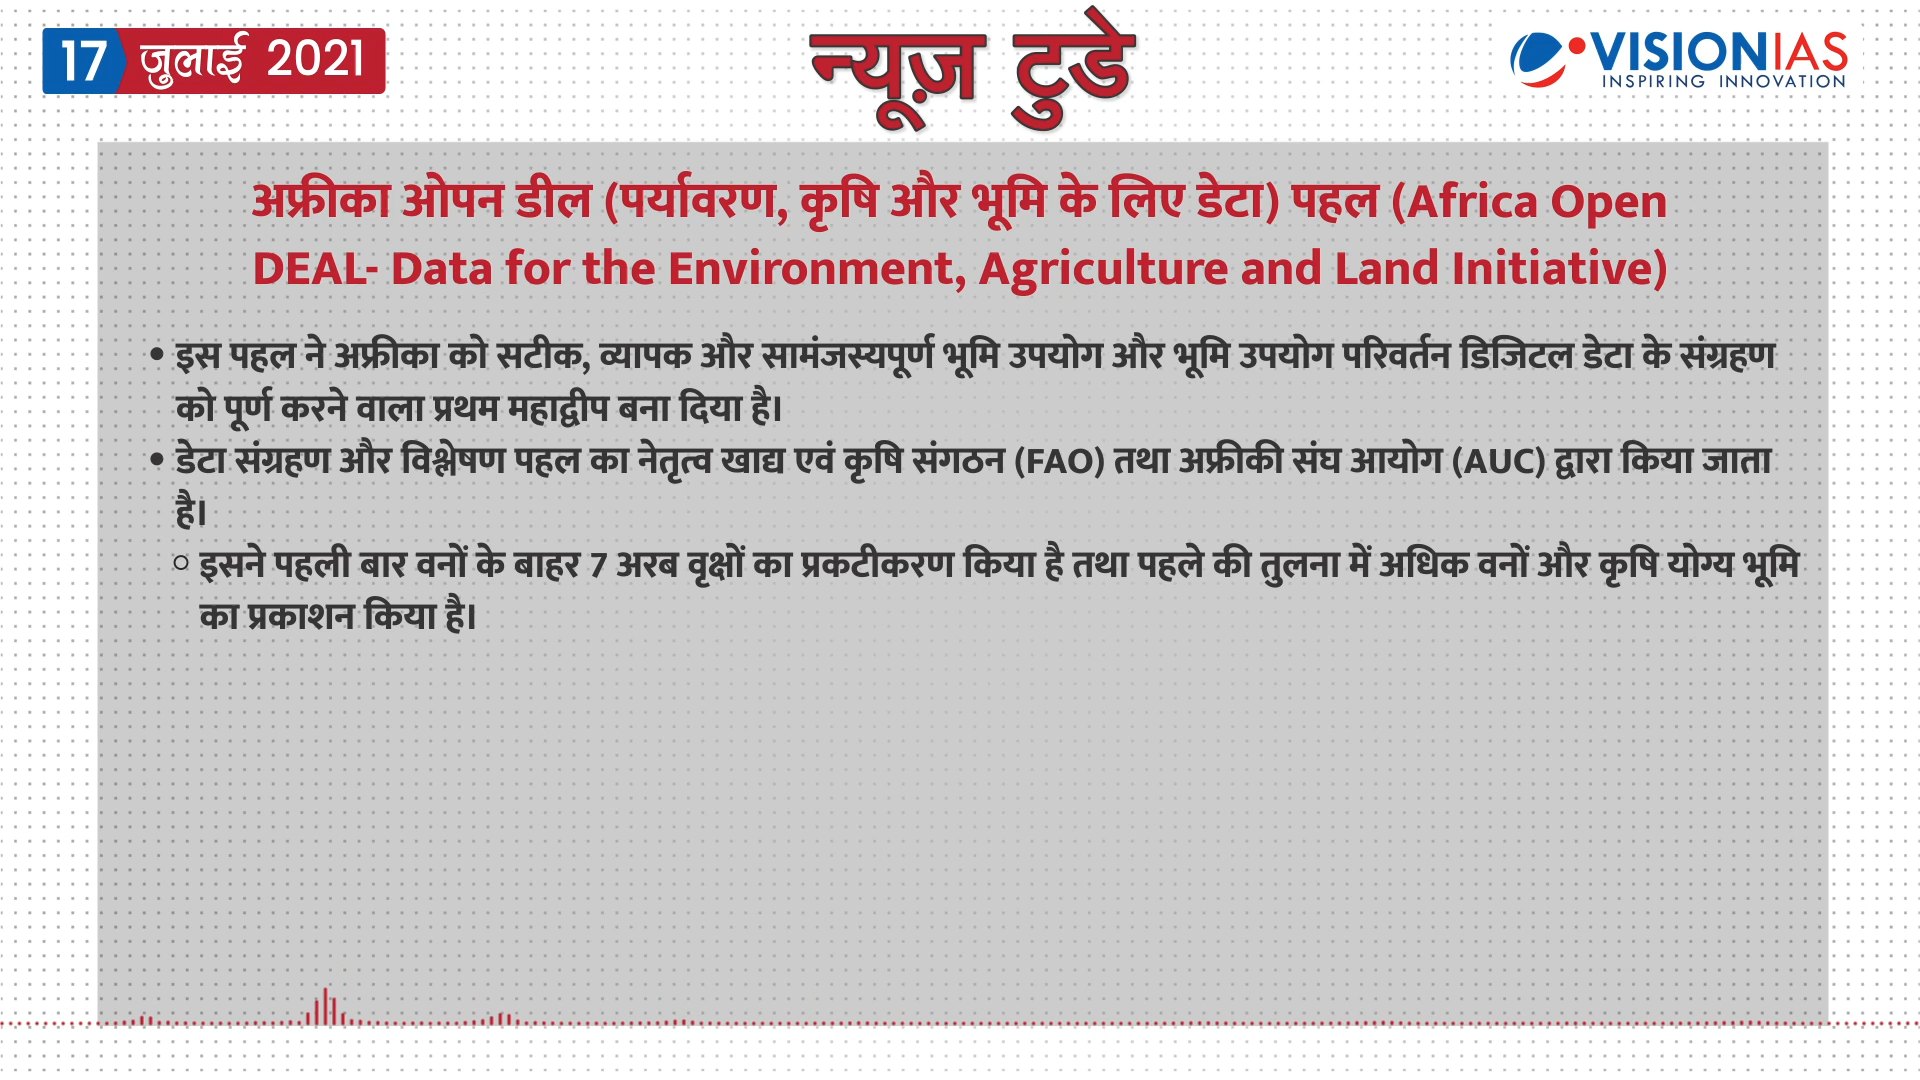 17 जुलाई 2021
न्यूज़ टुडे
VISIONIAS
INSPIRING INNOVATION
अफ्रीका ओपन डील (पर्यावरण, कृषि और भूमि के लिए डेटा) पहल (Africa Open
DEAL- Data for the Environment, Agriculture and Land Initiative)
• इस पहल ने अफ्रीका को सटीक, व्यापक और सामंजस्यपूर्ण भूमि उपयोग और भूमि उपयोग परिवर्तन डिजिटल डेटा के संग्रहण
को पूर्ण करने वाला प्रथम महाद्वीप बना दिया है।
• डेटा संग्रहण और विश्लेषण पहल का नेतृत्व खाद्य एवं कृषि संगठन (FAO) तथा अफ्रीकी संघ आयोग (AUC) द्वारा किया जाता
है।
○ इसने पहली बार वनों के बाहर 7 अरब वृक्षों का प्रकटीकरण किया है तथा पहले की तुलना में अधिक वनों और कृषि योग्य भूमि
का प्रकाशन किया है।